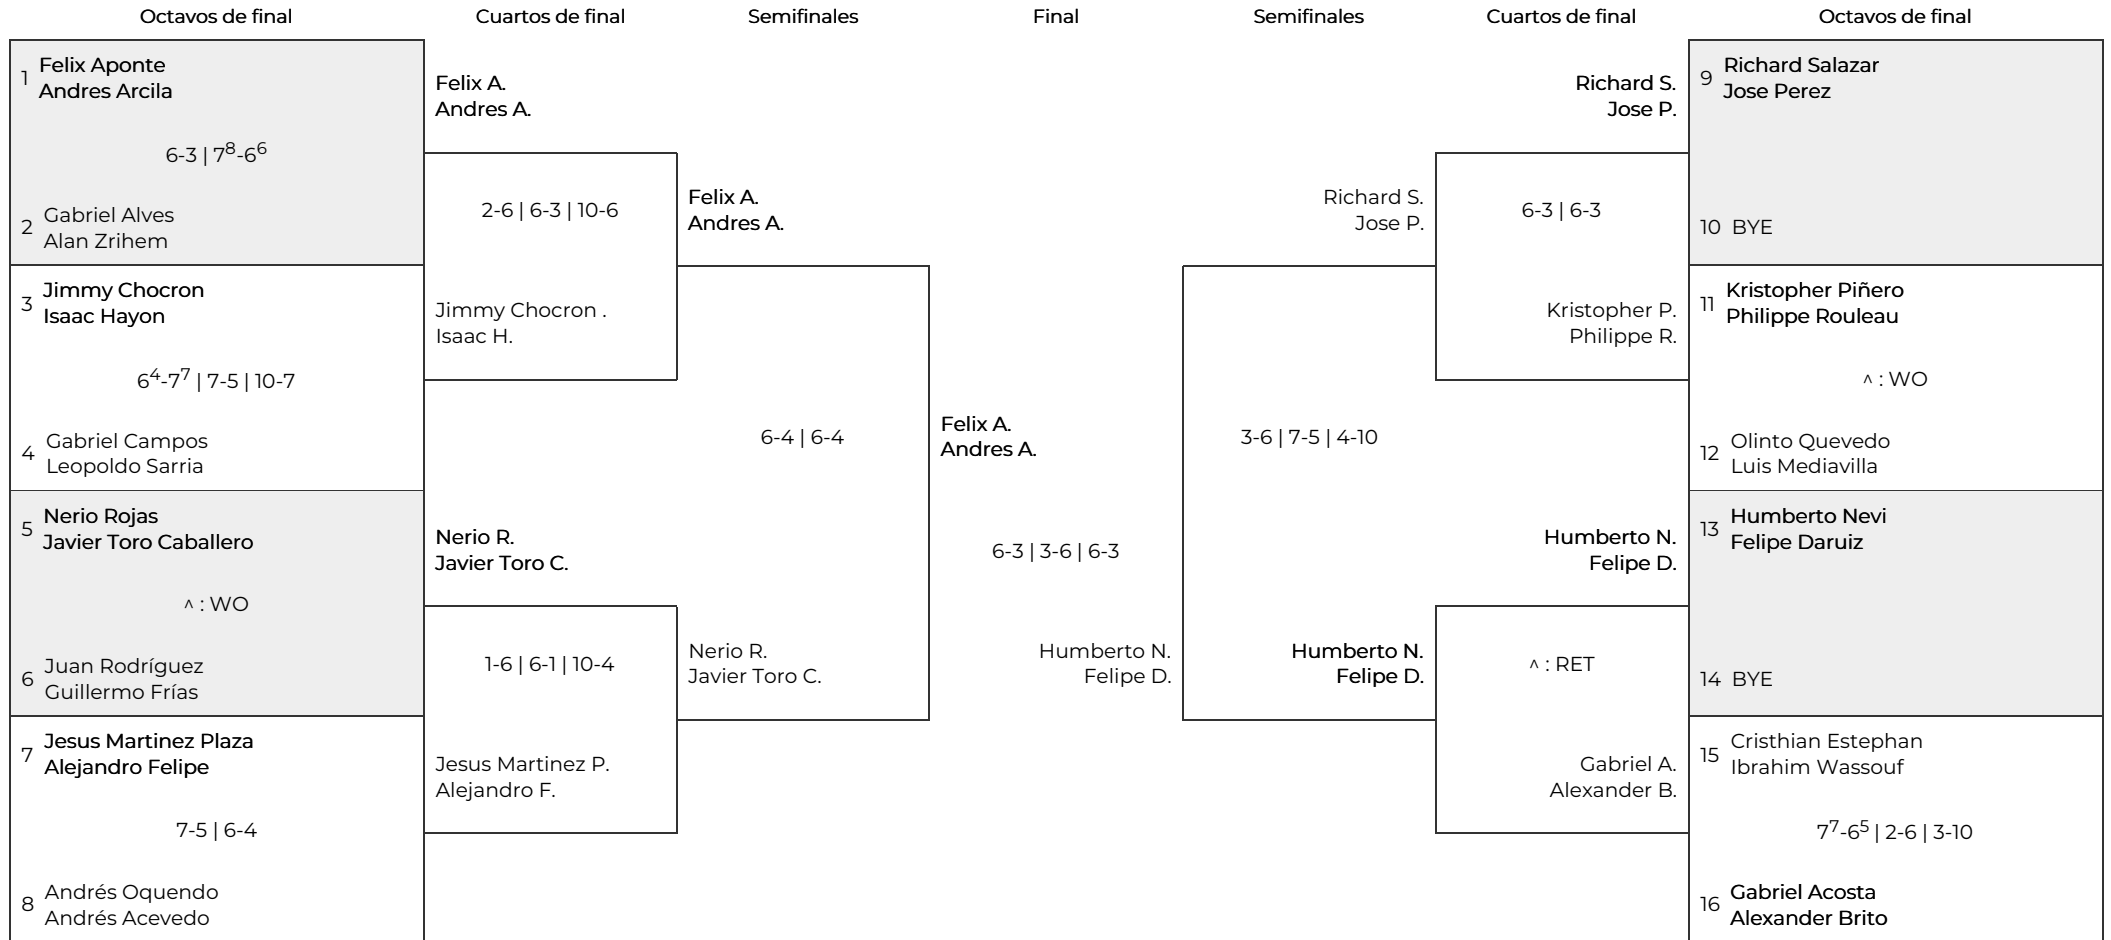 Octavos de final
Cuartos de final
Semifinales
Final
Semifinales
Cuartos de final
Octavos de final
1
Felix Aponte
Andres Arcila
6-3 | 7⁸-6⁶
2
Gabriel Alves
Alan Zrihem
3
Jimmy Chocron
Isaac Hayon
6⁴-7⁷ | 7-5 | 10-7
4
Gabriel Campos
Leopoldo Sarria
5
Nerio Rojas
Javier Toro Caballero
^ : WO
6
Juan Rodríguez
Guillermo Frías
7
Jesus Martinez Plaza
Alejandro Felipe
7-5 | 6-4
8
Andrés Oquendo
Andrés Acevedo
Felix A.
Andres A.
2-6 | 6-3 | 10-6
Jimmy Chocron .
Isaac H.
Nerio R.
Javier Toro C.
1-6 | 6-1 | 10-4
Jesus Martinez P.
Alejandro F.
Felix A.
Andres A.
6-4 | 6-4
Nerio R.
Javier Toro C.
Felix A.
Andres A.
6-3 | 3-6 | 6-3
Humberto N.
Felipe D.
Richard S.
Jose P.
3-6 | 7-5 | 4-10
Humberto N.
Felipe D.
Richard S.
Jose P.
6-3 | 6-3
Kristopher P.
Philippe R.
Humberto N.
Felipe D.
^ : RET
Gabriel A.
Alexander B.
9
Richard Salazar
Jose Perez
10 BYE
11
Kristopher Piñero
Philippe Rouleau
^ : WO
12
Olinto Quevedo
Luis Mediavilla
13
Humberto Nevi
Felipe Daruiz
14 BYE
15
Cristhian Estephan
Ibrahim Wassouf
7⁷-6⁵ | 2-6 | 3-10
16
Gabriel Acosta
Alexander Brito